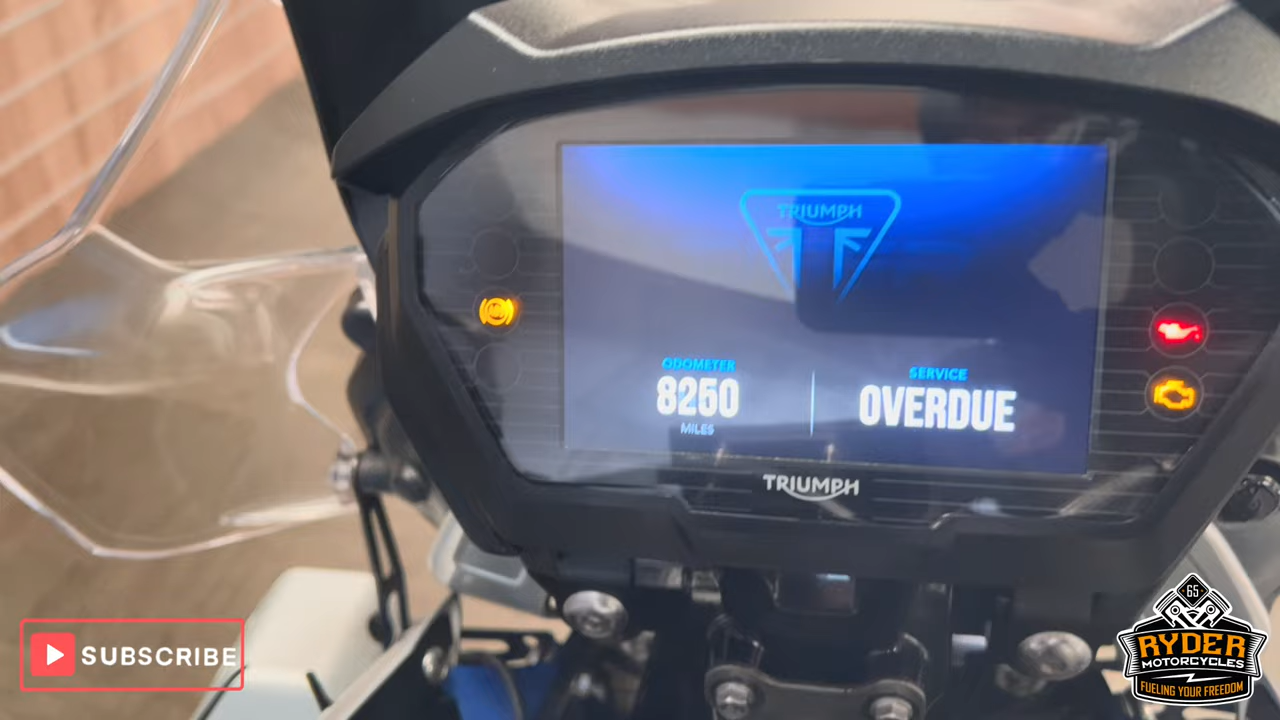 TRIUMPH
ODOMETER
8250
MILES
SERVICE
OVERDUE
TRIUMPH
SUBSCRIBE
65
RYDER
MOTORCYCLES
FUELING YOUR FREEDOM